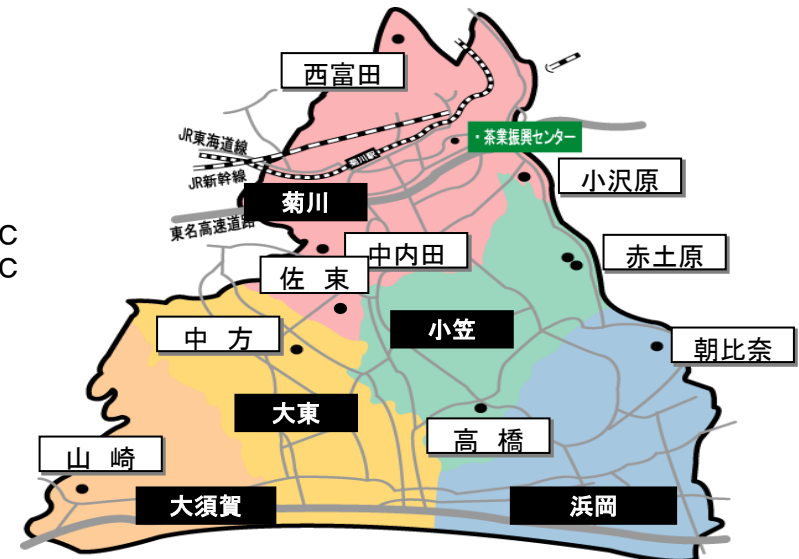 西富田
・茶業振興センター
JR東海道線
菊川駅
JR新幹線
小沢原
菊川
東名高速道路
C
C
中内田
赤土原
佐 束
小笠
中 方
朝比奈
大東
高 橋
山 崎
大須賀
浜岡